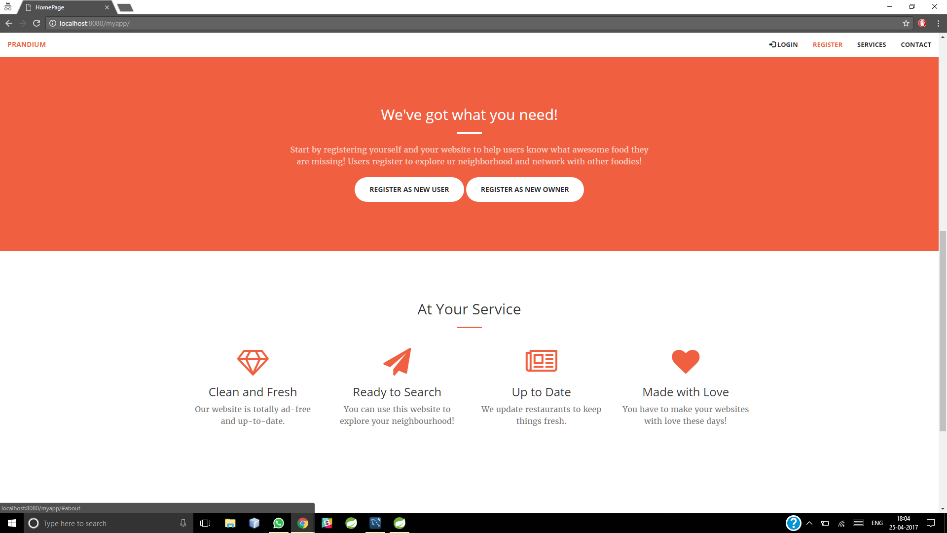 HomePage
localhost:8080/myapp/
PRANDIUM
LOGIN REGISTER SERVICES CONTACT
We've got what you need!
Start by registering yourself and your website to help users know what awesome food they
are missing! Users register to explore ur neighborhood and network with other foodies!
REGISTER AS NEW USER REGISTER AS NEW OWNER
At Your Service
Clean and Fresh
Our website is totally ad-free
and up-to-date.
Ready to Search
You can use this website to
explore your neighbourhood!
Up to Date
We update restaurants to keep
things fresh.
Made with Love
You have to make your websites
with love these days!
localhost:8080/myapp/#about
Type here to search
ENG
18:04
25-04-2017